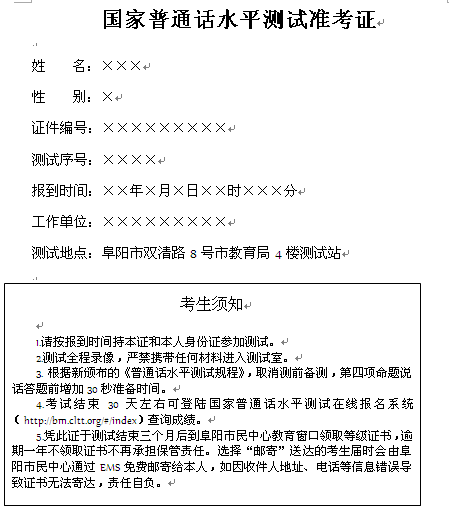 国家普通话水平测试准考证
姓 名：×××
性 别：×
证件编号：×××××××××
测试序号：××××
报到时间：××年×月×日××时×××分
工作单位：×××××××××
测试地点：阜阳市双清路 8 号市教育局 4 楼测试站
考生须知
1.请按报到时间持本证和本人身份证参加测试。
2.测试全程录像，严禁携带任何材料进入测试室。
3. 根据新颁布的《普通话水平测试规程》，取消测前备测，第四项命题说
话答题前增加 30 秒准备时间。
4.考试结束 30 天左右可登陆国家普通话水平测试在线报名系统
（http://bm.cltt.org/#/index）查询成绩。
5.凭此证于测试结束三个月后到阜阳市民中心教育窗口领取等级证书，逾
期一年不领取证书不再承担保管责任。选择“邮寄”送达的考生届时会由阜
阳市民中心通过 EMS 免费邮寄给本人，如因收件人地址、电话等信息错误导
致证书无法寄达，责任自负。